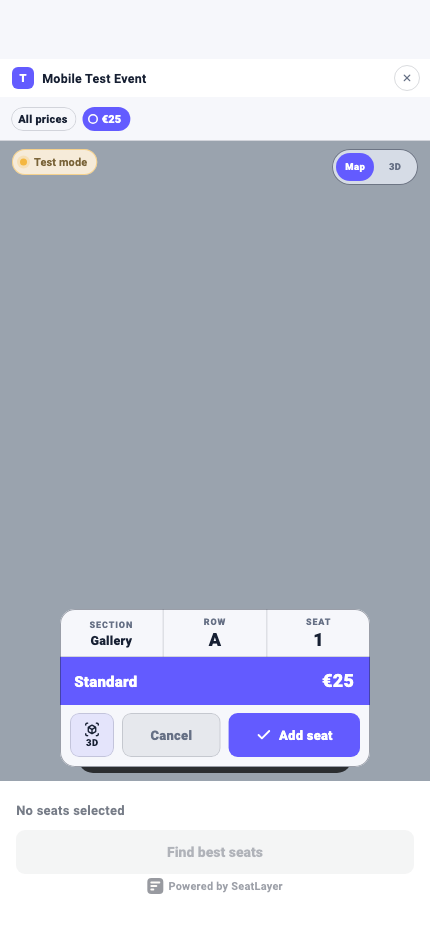 T Mobile Test Event
All prices €25
Test mode
Map 3D
SECTION ROW SEAT
Gallery A 1
Standard €25
3D Cancel Add seat
No seats selected
Find best seats
Powered by SeatLayer